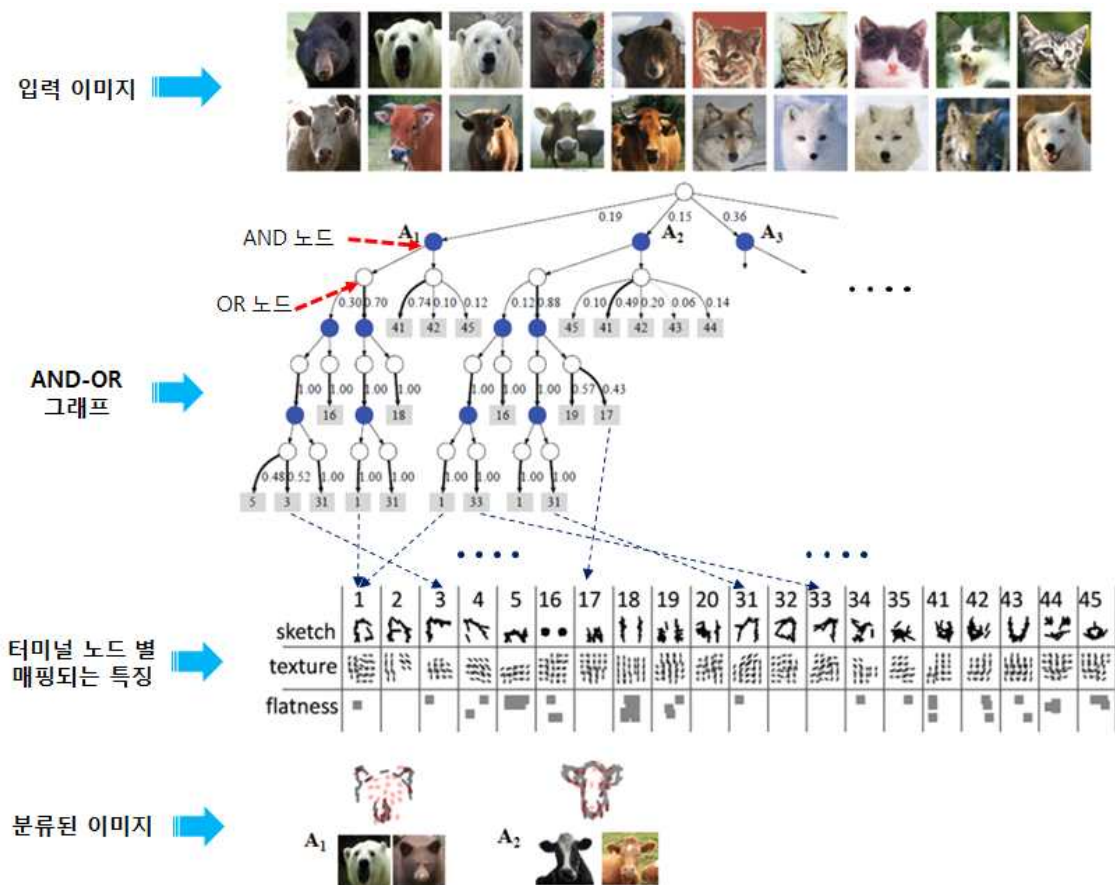 입력 이미지
0.19 0.15 0.36
A1 A2 A3
AND 노드
OR 노드
0.30 0.70 0.74 0.10 0.12 0.12 0.88 0.10 0.49 0.20 0.06 0.14
41 42 45 45 41 42 43 44
AND-OR
그래프
1.00 1.00 1.00 1.00 1.00 1.00 1.00 0.57 0.43
16 18 16 19 17
0.48 0.52 1.00 1.00 1.00 1.00 1.00 1.00 1.00
5 3 31 1 31 1 33 1 31
1 2 3 4 5 16 17 18 19 20 31 32 33 34 35 41 42 43 44 45
sketch
터미널 노드 별
매핑되는 특징
texture
flatness
분류된 이미지
A1 A2